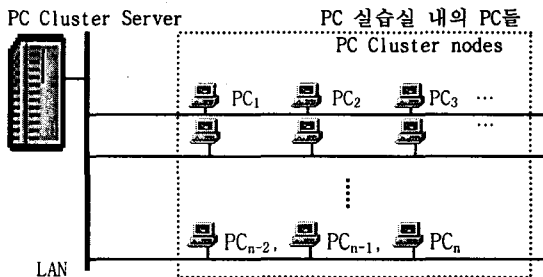 PC Cluster Server
PC 실습실 내의 PC들
PC Cluster nodes
PC₁ PC₂ PC₃ …
…
PCₙ₋₂, PCₙ₋₁, PCₙ
LAN